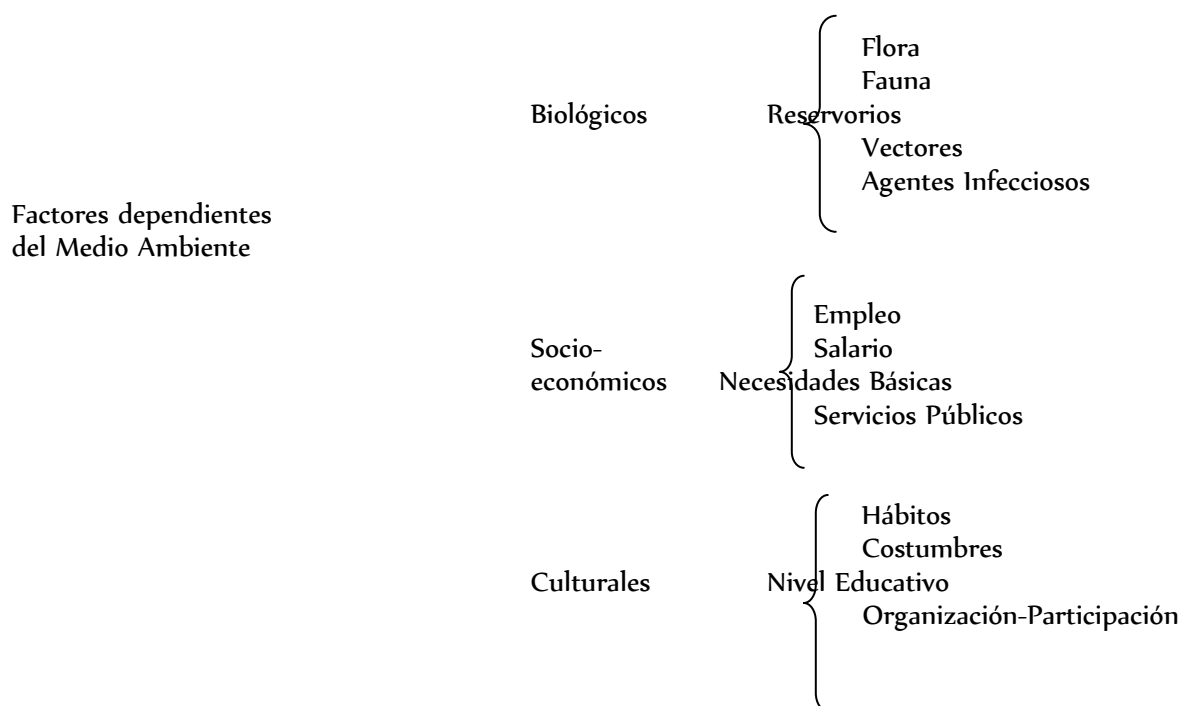 Flora
Fauna
Biológicos Reservorios
Vectores
Agentes Infecciosos
Factores dependientes
del Medio Ambiente
Empleo
Socio- Salario
económicos Necesidades Básicas
Servicios Públicos
Hábitos
Costumbres
Culturales Nivel Educativo
Organización-Participación